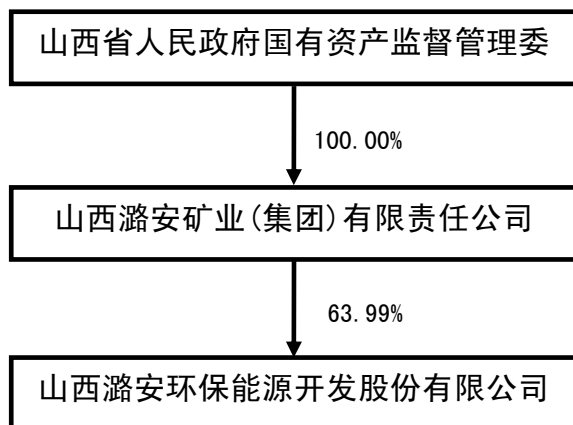 山西省人民政府国有资产监督管理委
100.00%
山西潞安矿业(集团)有限责任公司
63.99%
山西潞安环保能源开发股份有限公司